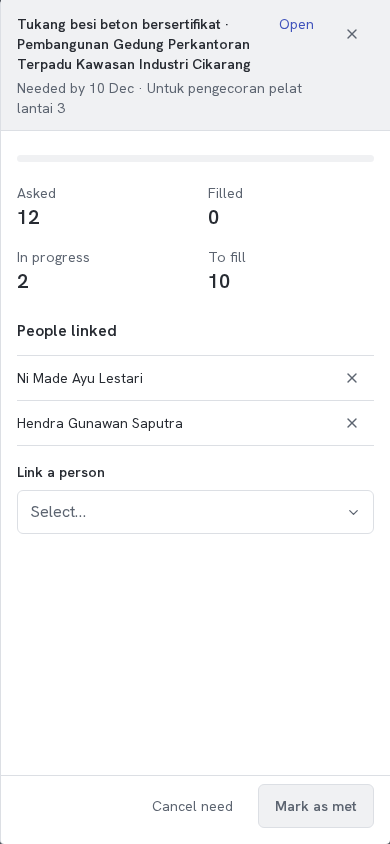 Tukang besi beton bersertifikat ·
Pembangunan Gedung Perkantoran
Terpadu Kawasan Industri Cikarang
Open
Needed by 10 Dec · Untuk pengecoran pelat
lantai 3
Asked
Filled
12
0
In progress
To fill
2
10
People linked
Ni Made Ayu Lestari
Hendra Gunawan Saputra
Link a person
Select...
Cancel need
Mark as met